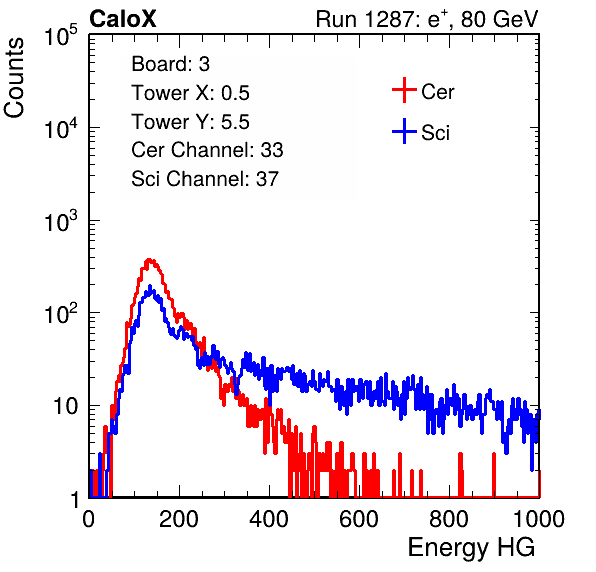 CaloX Run 1287: e+, 80 GeV
Counts
Board: 3
Tower X: 0.5
Tower Y: 5.5
Cer Channel: 33
Sci Channel: 37
Cer
Sci
10^5
10^4
10^3
10^2
10
1
0 200 400 600 800 1000
Energy HG